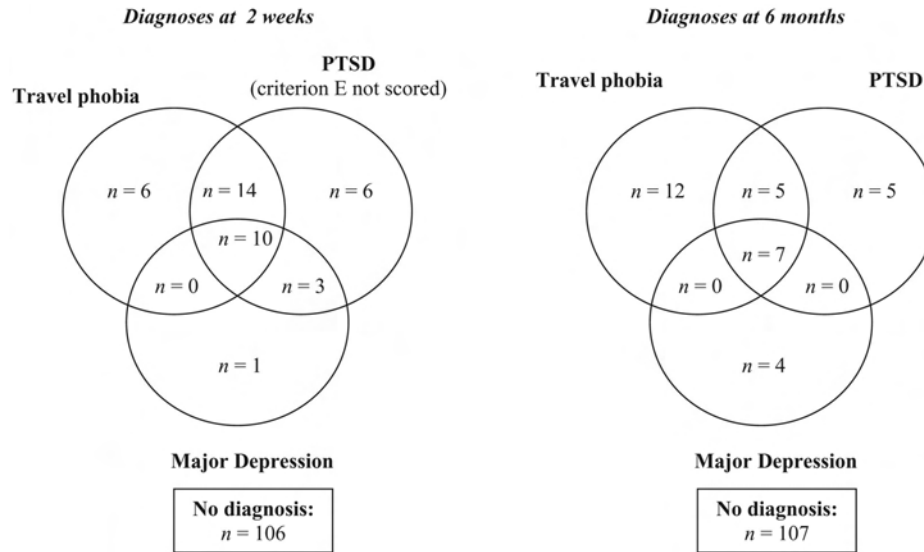 Diagnoses at 2 weeks
PTSD
(criterion E not scored)
Travel phobia
n = 6
n = 14
n = 6
n = 10
n = 0
n = 3
n = 1
Major Depression
No diagnosis:
n = 106
Diagnoses at 6 months
Travel phobia
PTSD
n = 12
n = 5
n = 5
n = 7
n = 0
n = 0
n = 4
Major Depression
No diagnosis:
n = 107